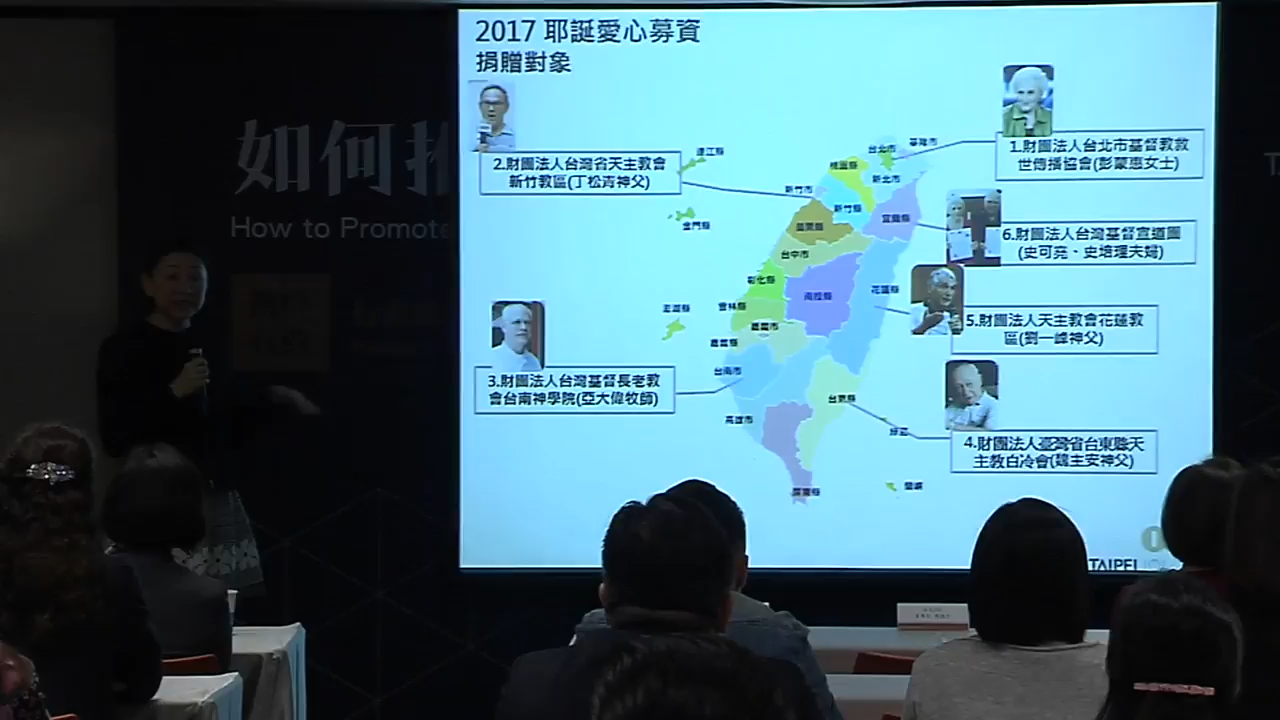 2017 耶誕愛心募資
捐贈對象
1.財團法人台北市基督教救
世傳播協會(彭蒙惠女士)
2.財團法人台灣省天主教會
新竹教區(丁松青神父)
6.財團法人台灣基督宣道團
(史可堯、史培理夫婦)
5.財團法人天主教會花蓮教
區(劉一峰神父)
3.財團法人台灣基督長老教
會台南神學院(亞大偉牧師)
4.財團法人臺灣省台東縣天
主教白冷會(魏主安神父)
連江縣
基隆市
台北市
桃園縣
新北市
新竹市
新竹縣
宜蘭縣
金門縣
苗栗縣
台中市
彰化縣
南投縣
花蓮縣
澎湖縣
雲林縣
嘉義市
嘉義縣
台南市
台東縣
高雄市
綠島
蘭嶼
屏東縣
TAIPEI
如何推
How to Promote